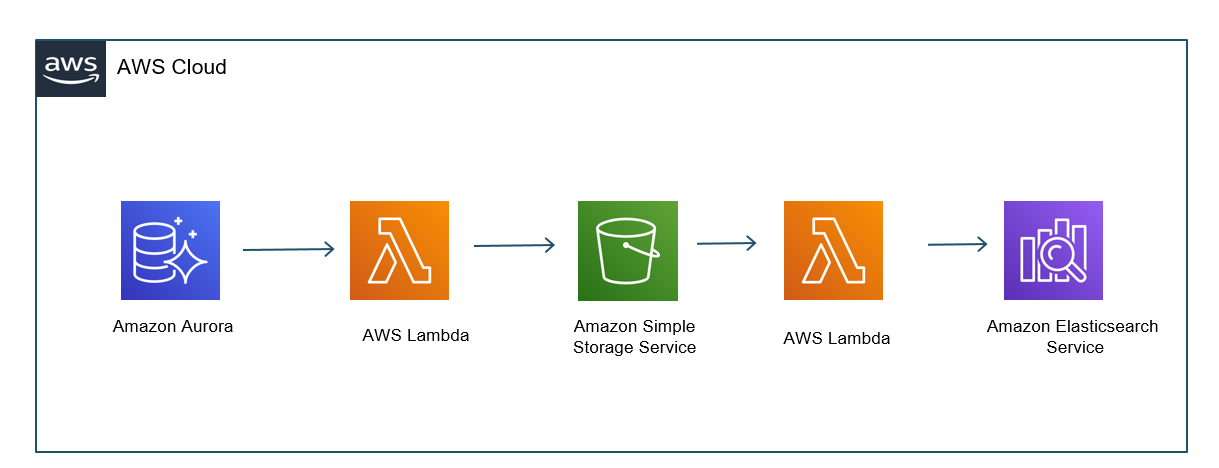 aws
AWS Cloud
Amazon Aurora
AWS Lambda
Amazon Simple
Storage Service
AWS Lambda
Amazon Elasticsearch
Service